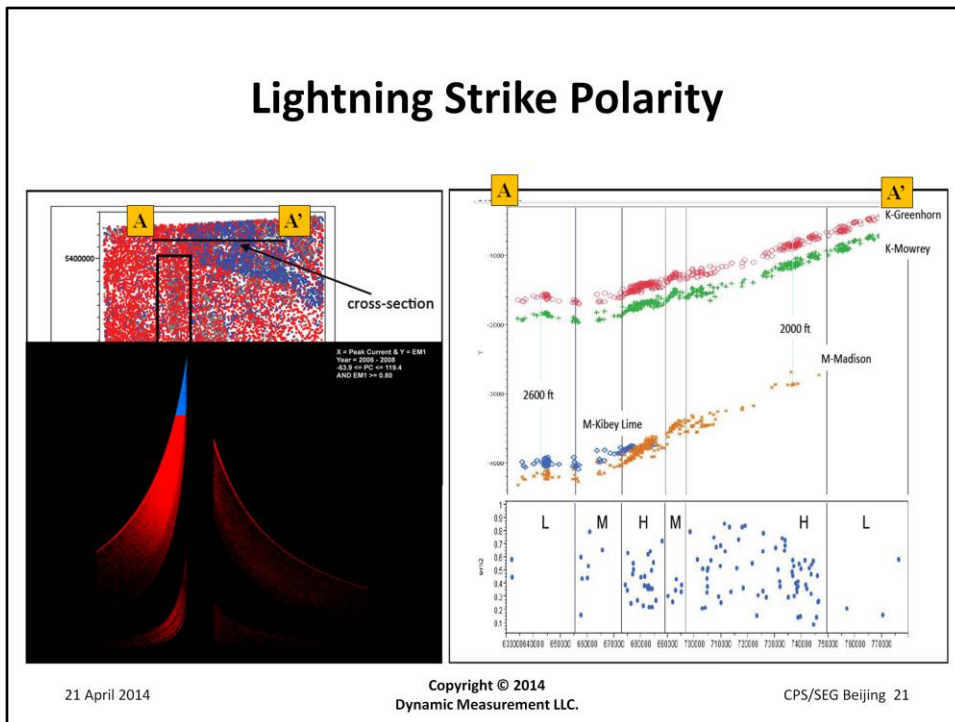 Lightning Strike Polarity
A
A'
5400000
cross-section
X = Peak Current & Y = EM1
Year = 2006 - 2008
-63.9 <= PC <= 119.4
AND EM1 >= 0.80
A
A'
K-Greenhorn
K-Mowrey
-1000
-2000
Y
2000 ft
M-Madison
-3000
2600 ft
M-Kibey Lime
-4000
L M H M H L
1
0.9
0.8
0.7
0.6
0.5
0.4
0.3
0.2
0.1
630000 640000 650000 660000 670000 680000 690000 700000 710000 720000 730000 740000 750000 760000 770000
21 April 2014
Copyright © 2014
Dynamic Measurement LLC.
CPS/SEG Beijing 21